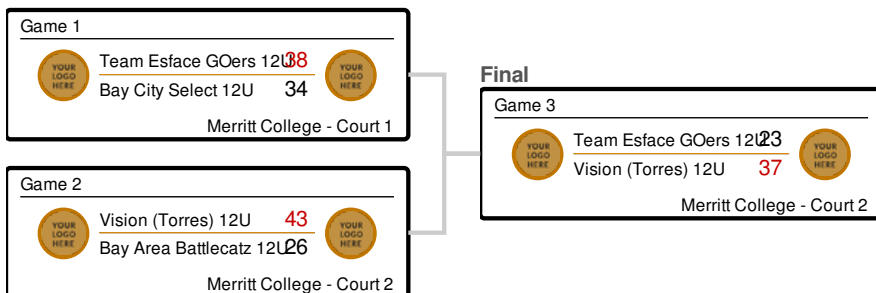 Game 1
YOUR LOGO HERE
Team Esface GOers 12U 38
Bay City Select 12U 34
YOUR LOGO HERE
Merritt College - Court 1
Game 2
YOUR LOGO HERE
Vision (Torres) 12U 43
Bay Area Battlecatz 12U 26
YOUR LOGO HERE
Merritt College - Court 2
Final
Game 3
YOUR LOGO HERE
Team Esface GOers 12U 23
Vision (Torres) 12U 37
YOUR LOGO HERE
Merritt College - Court 2